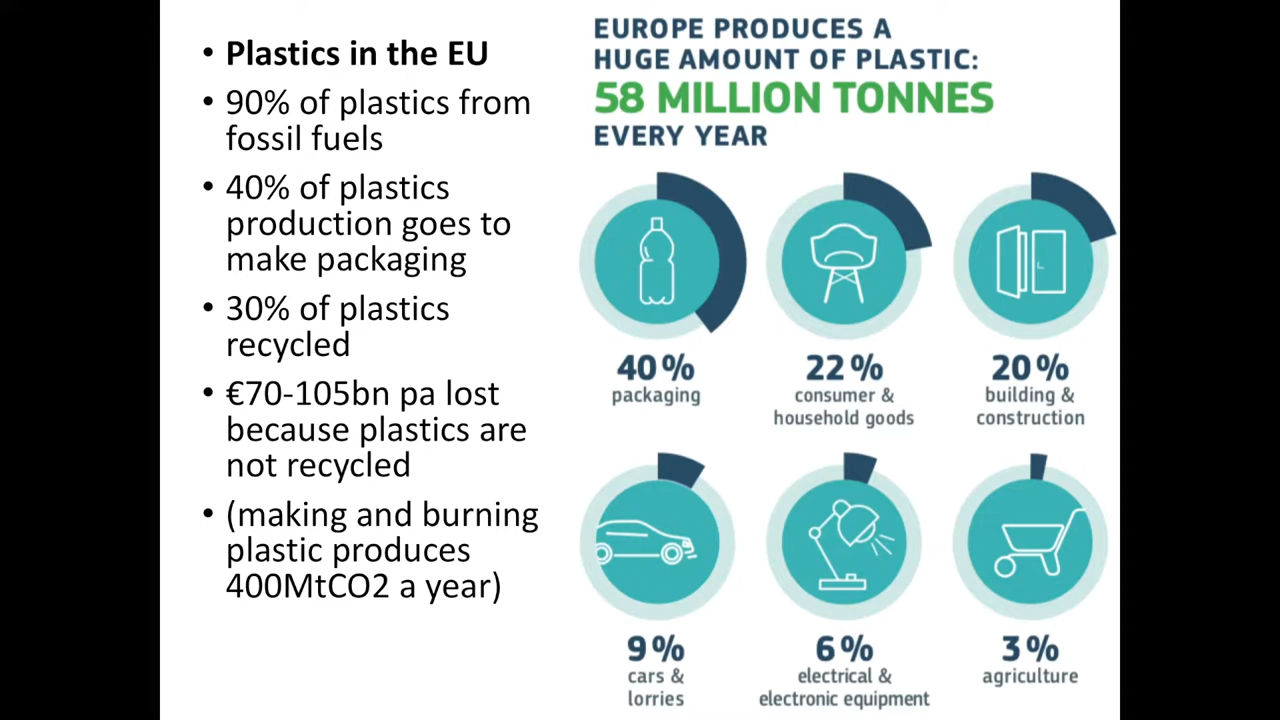 • Plastics in the EU
• 90% of plastics from
fossil fuels
• 40% of plastics
production goes to
make packaging
• 30% of plastics
recycled
• €70-105bn pa lost
because plastics are
not recycled
• (making and burning
plastic produces
400MtCO2 a year)
EUROPE PRODUCES A
HUGE AMOUNT OF PLASTIC:
58 MILLION TONNES
EVERY YEAR
40%
packaging
22%
consumer &
household goods
20%
building &
construction
9%
cars &
lorries
6%
electrical &
electronic equipment
3%
agriculture